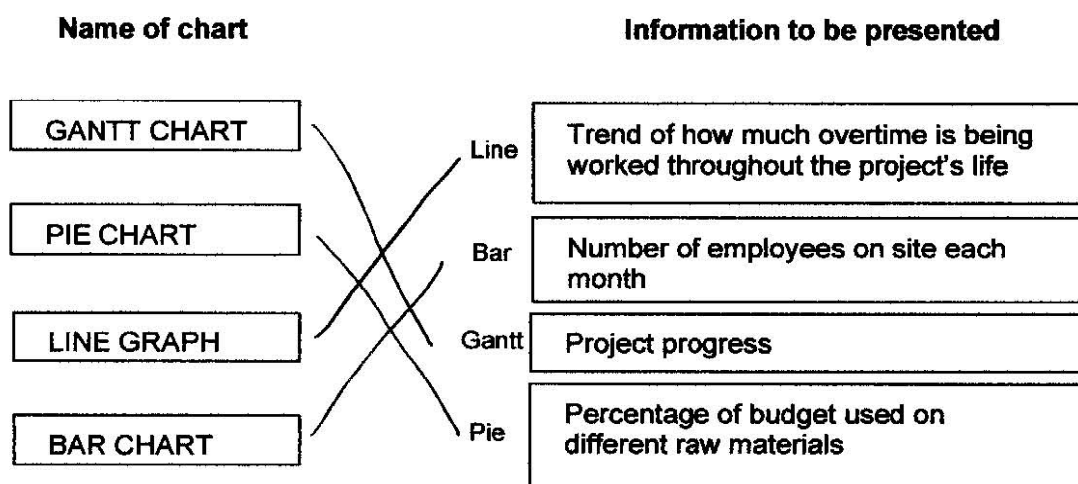 Name of chart
Information to be presented
GANTT CHART
PIE CHART
LINE GRAPH
BAR CHART
Line
Bar
Gantt
Pie
Trend of how much overtime is being
worked throughout the project's life
Number of employees on site each
month
Project progress
Percentage of budget used on
different raw materials